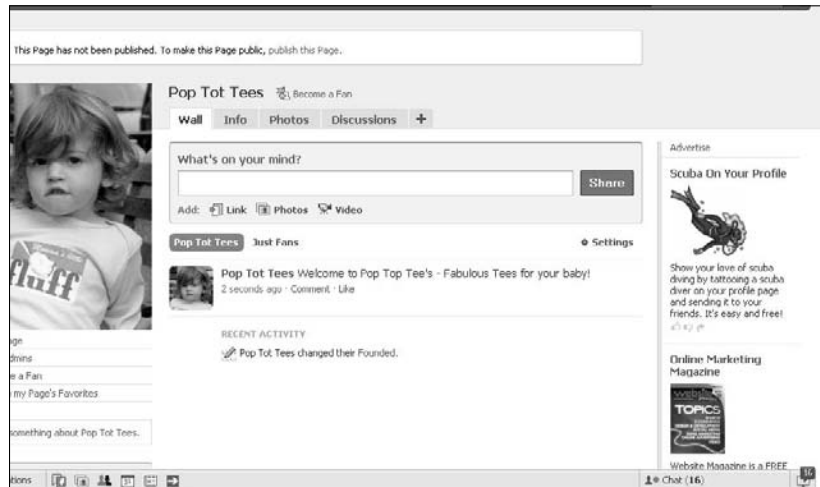 This Page has not been published. To make this Page public, publish this Page.
Pop Tot Tees Become a Fan
Wall Info Photos Discussions +
What's on your mind?
Share
Add: Link Photos Video
Pop Tot Tees Just Fans Settings
Pop Tot Tees Welcome to Pop Top Tee's - Fabulous Tees for your baby!
2 seconds ago · Comment · Like
RECENT ACTIVITY
Pop Tot Tees changed their Founded.
fluff
ge
dmins
e a Fan
my Page's Favorites
something about Pop Tot Tees.
Advertise
Scuba On Your Profile
Show your love of scuba
diving by tattooing a scuba
diver on your profile page
and sending it to your
friends. It's easy and free!
Online Marketing
Magazine
TOPICS
Website Magazine is a FREE
tions
Chat (16)
16